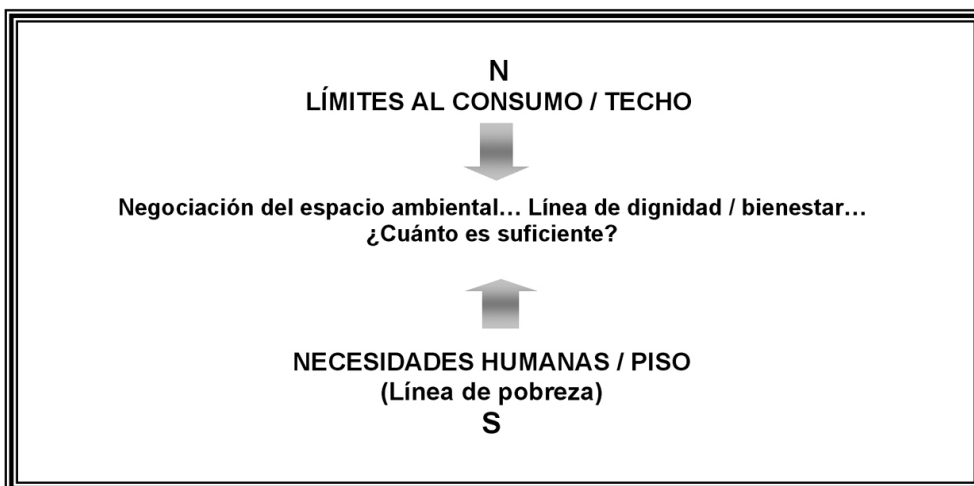 N
LÍMITES AL CONSUMO / TECHO
Negociación del espacio ambiental… Línea de dignidad / bienestar…
¿Cuánto es suficiente?
NECESIDADES HUMANAS / PISO
(Línea de pobreza)
S